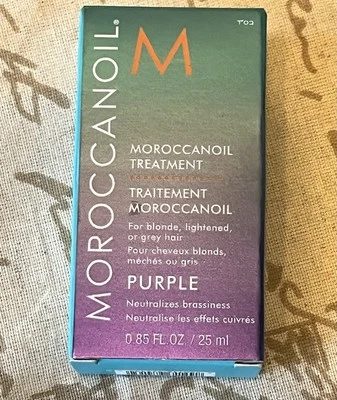 MOROCCANOIL®
M
MOROCCANOIL
TREATMENT
TRAITEMENT
MOROCCANOIL
For blonde, lightened,
or grey hair
Pour cheveux blonds,
méchés ou gris
PURPLE
Neutralizes brassiness
Neutralise les effets cuivrés
0.85 FL.OZ. / 25 ml